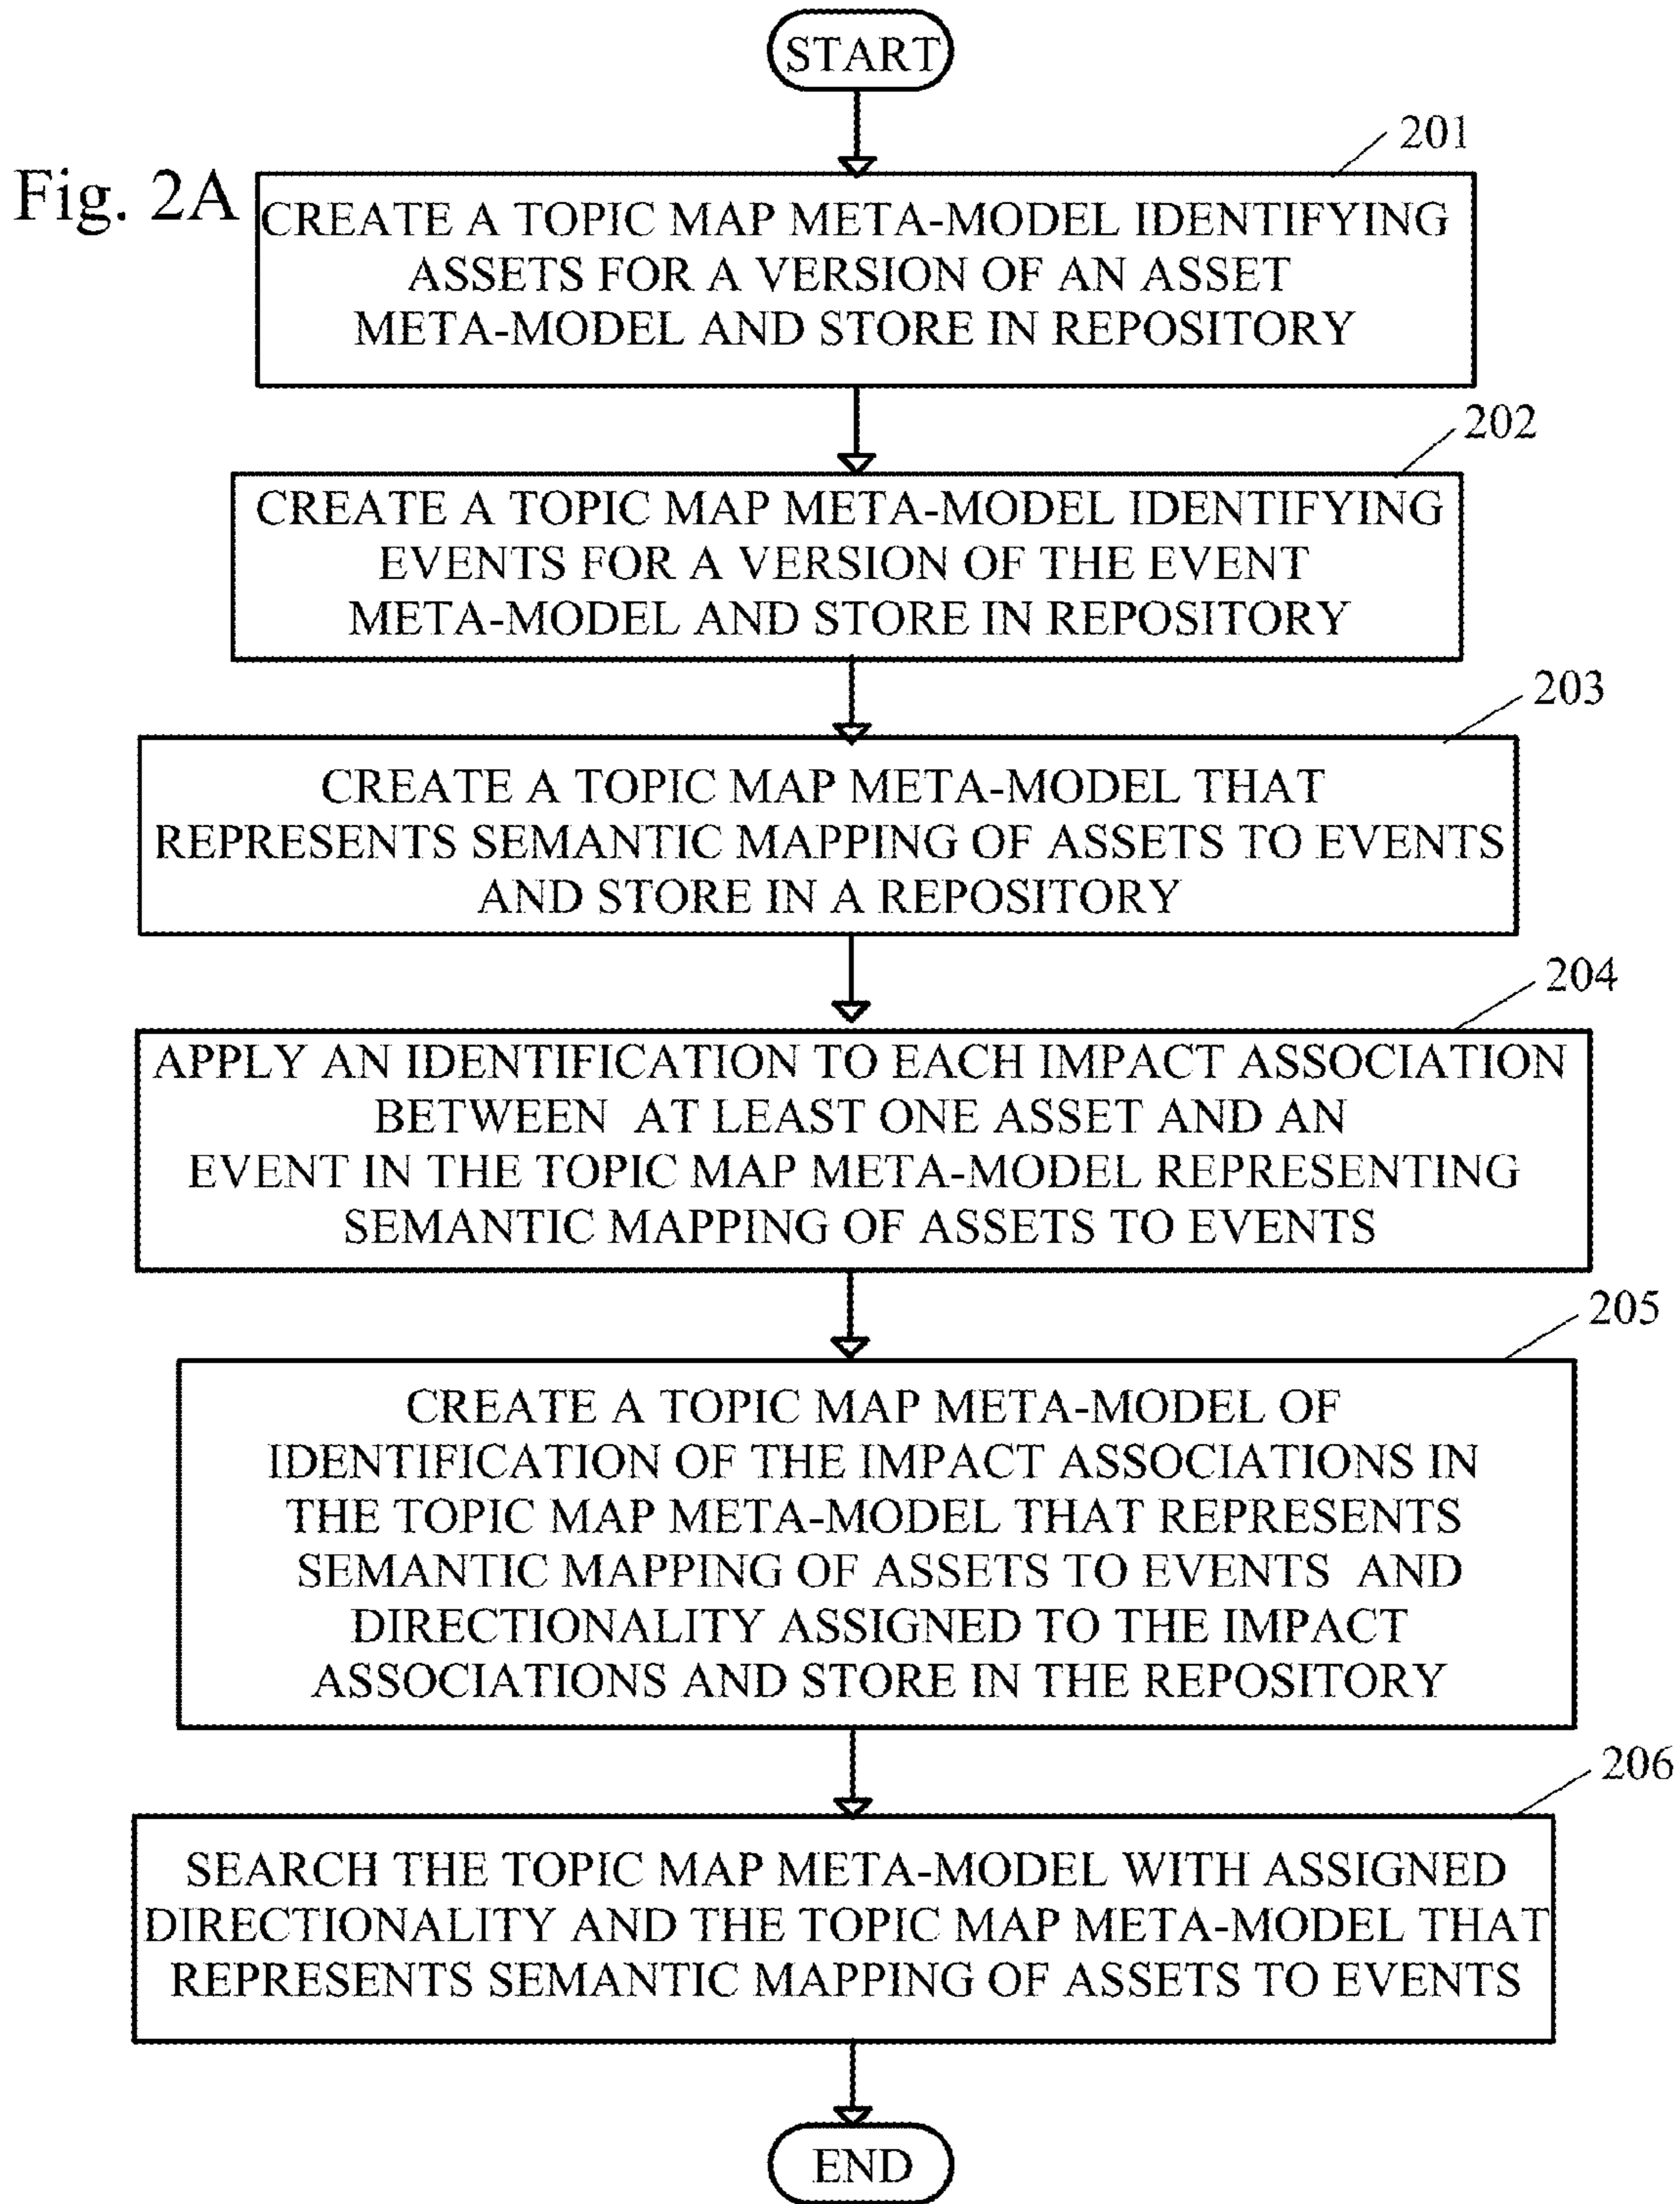 START
201
Fig. 2A
CREATE A TOPIC MAP META-MODEL IDENTIFYING
ASSETS FOR A VERSION OF AN ASSET
META-MODEL AND STORE IN REPOSITORY
202
CREATE A TOPIC MAP META-MODEL IDENTIFYING
EVENTS FOR A VERSION OF THE EVENT
META-MODEL AND STORE IN REPOSITORY
203
CREATE A TOPIC MAP META-MODEL THAT
REPRESENTS SEMANTIC MAPPING OF ASSETS TO EVENTS
AND STORE IN A REPOSITORY
204
APPLY AN IDENTIFICATION TO EACH IMPACT ASSOCIATION
BETWEEN AT LEAST ONE ASSET AND AN
EVENT IN THE TOPIC MAP META-MODEL REPRESENTING
SEMANTIC MAPPING OF ASSETS TO EVENTS
205
CREATE A TOPIC MAP META-MODEL OF
IDENTIFICATION OF THE IMPACT ASSOCIATIONS IN
THE TOPIC MAP META-MODEL THAT REPRESENTS
SEMANTIC MAPPING OF ASSETS TO EVENTS AND
DIRECTIONALITY ASSIGNED TO THE IMPACT
ASSOCIATIONS AND STORE IN THE REPOSITORY
206
SEARCH THE TOPIC MAP META-MODEL WITH ASSIGNED
DIRECTIONALITY AND THE TOPIC MAP META-MODEL THAT
REPRESENTS SEMANTIC MAPPING OF ASSETS TO EVENTS
END